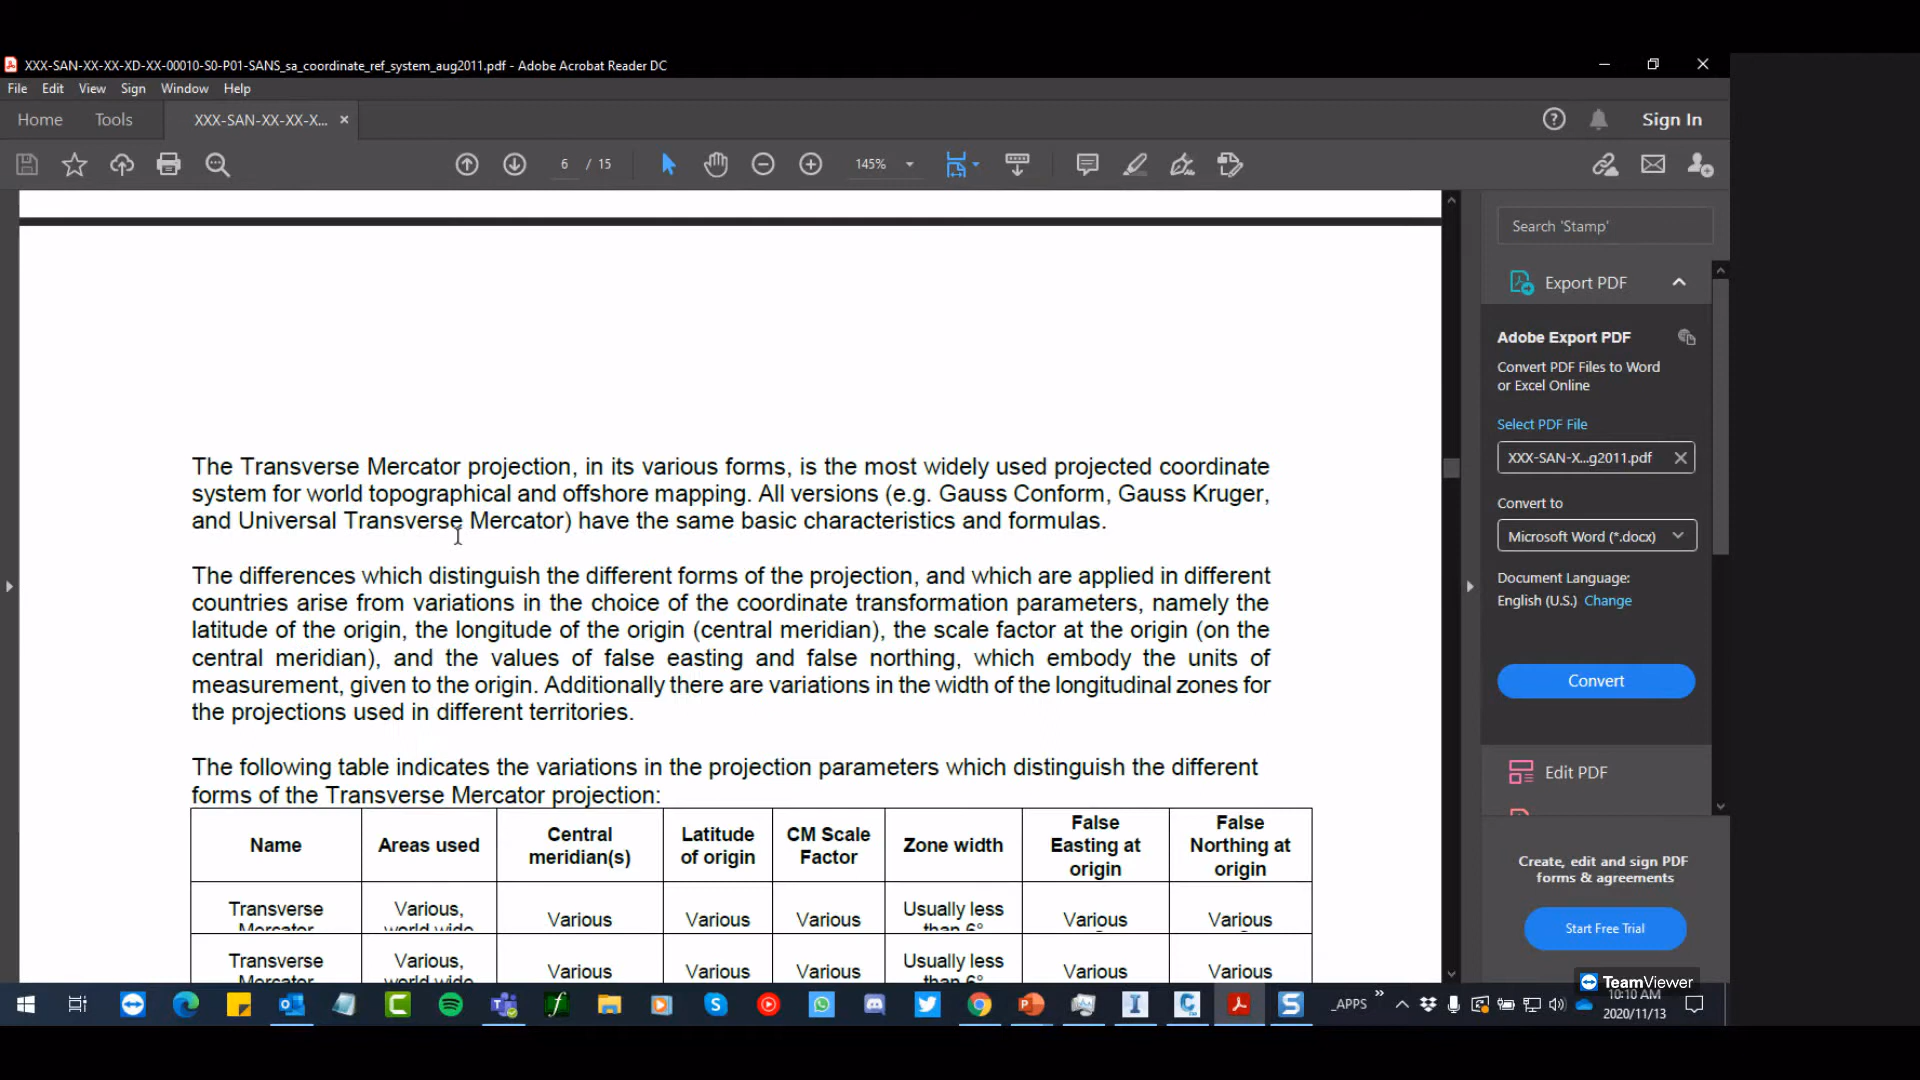 XXX-SAN-XX-XX-XD-XX-00010-S0-P01-SANS_sa_coordinate_ref_system_aug2011.pdf - Adobe Acrobat Reader DC
File Edit View Sign Window Help
Home Tools XXX-SAN-XX-XX-X... × Sign In
6 / 15 145%
Search 'Stamp'
Export PDF
Adobe Export PDF
Convert PDF Files to Word
or Excel Online
Select PDF File
XXX-SAN-X...g2011.pdf
Convert to
Microsoft Word (*.docx)
Document Language:
English (U.S.) Change
Convert
Edit PDF
Create, edit and sign PDF
forms & agreements
Start Free Trial
The Transverse Mercator projection, in its various forms, is the most widely used projected coordinate
system for world topographical and offshore mapping. All versions (e.g. Gauss Conform, Gauss Kruger,
and Universal Transverse Mercator) have the same basic characteristics and formulas.
The differences which distinguish the different forms of the projection, and which are applied in different
countries arise from variations in the choice of the coordinate transformation parameters, namely the
latitude of the origin, the longitude of the origin (central meridian), the scale factor at the origin (on the
central meridian), and the values of false easting and false northing, which embody the units of
measurement, given to the origin. Additionally there are variations in the width of the longitudinal zones for
the projections used in different territories.
The following table indicates the variations in the projection parameters which distinguish the different
forms of the Transverse Mercator projection:
Name
Areas used
Central
meridian(s)
Latitude
of origin
CM Scale
Factor
Zone width
False
Easting at
origin
False
Northing at
origin
Transverse
Mercator
Various,
world wide
Various
Various
Various
Usually less
than 6°
Various
Various
Transverse
Mercator
Various,
world wide
Various
Various
Various
Usually less
than 6°
Various
Various
TeamViewer
_APPS
10:10 AM
2020/11/13